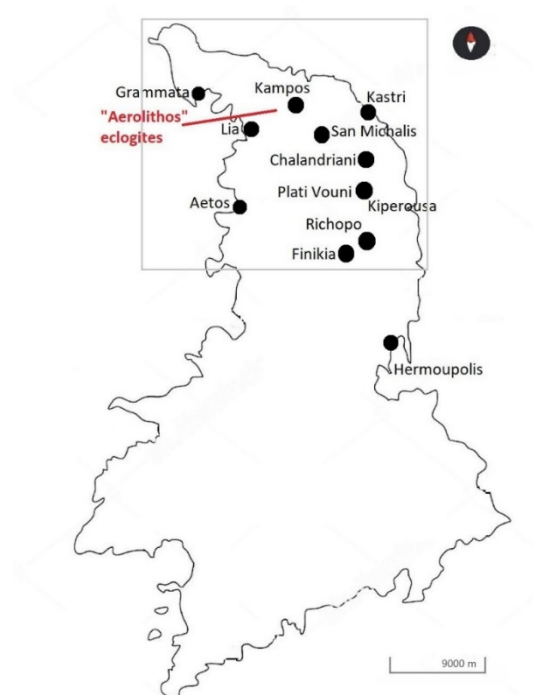 Grammata
Kampos
Kastri
"Aerolithos"
eclogites
Lia
San Michalis
Chalandriani
Plati Vouni
Aetos
Kiperousa
Richopo
Finikia
Hermoupolis
9000 m